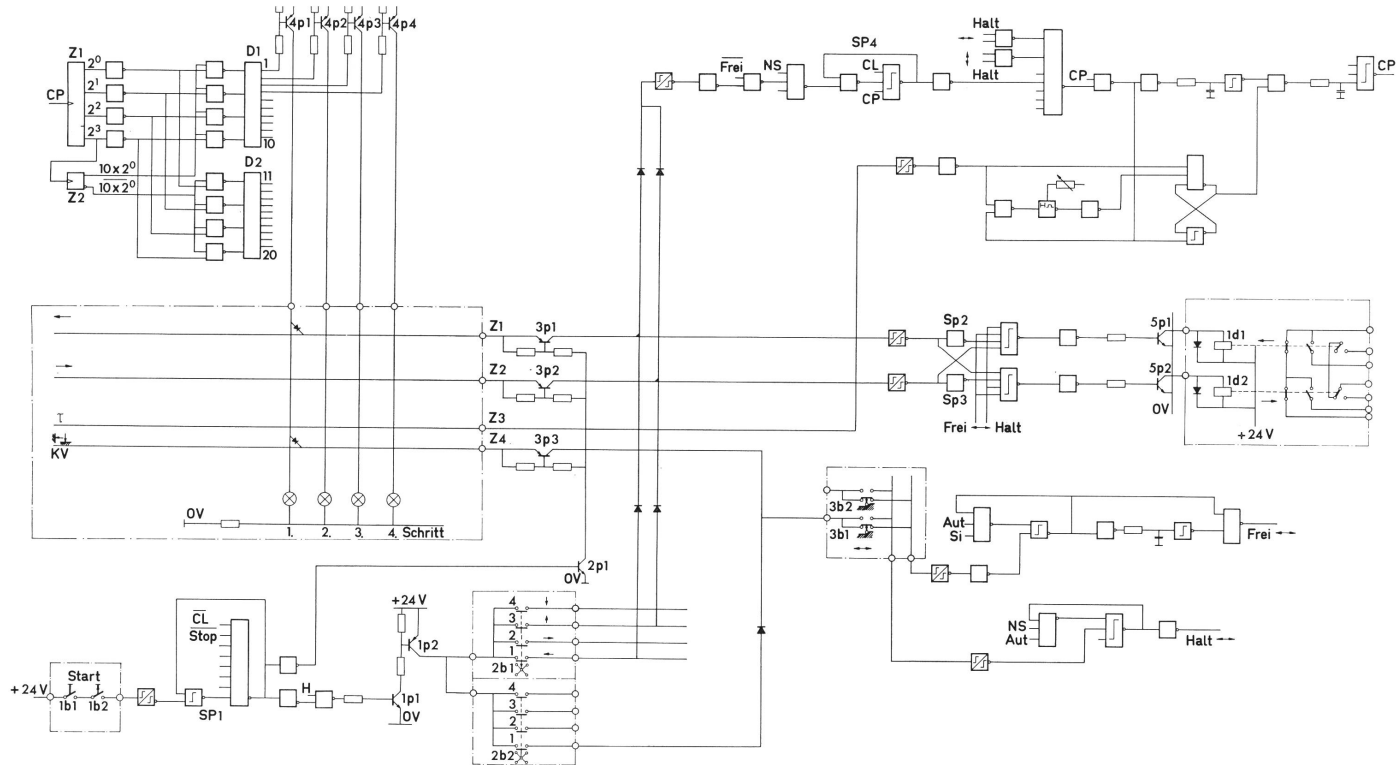 4p1 4p2 4p3 4p4
Z1
2⁰
2¹
2²
2³
CP
D1
1
10
Z2
10x2⁰
10x2⁰
D2
11
20
Frei
NS
SP4
CL
CP
Halt
Halt
CP
CP
Z1
3p1
Z2
3p2
T
Z3
KV
Z4
3p3
0V
1. 2. 3. 4. Schritt
Sp2
Sp3
Frei
Halt
5p1
5p2
0V
1d1
1d2
+24V
3b2
3b1
Aut
Si
Frei
NS
Aut
Halt
2p1
0V
CL
Stop
Start
+24V
1b1 1b2
SP1
H
+24V
1p2
1p1
0V
4
3
2
1
2b1
4
3
2
1
2b2